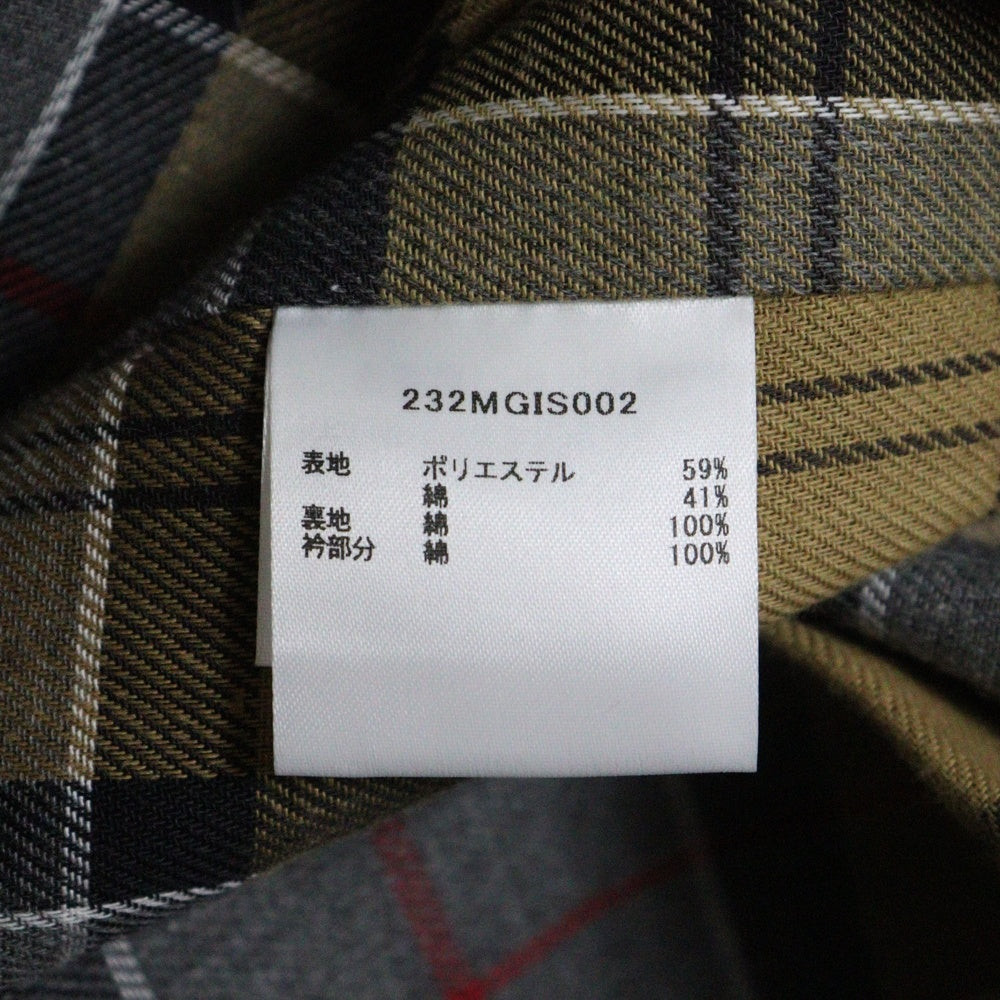 232MGIS002
表地 ポリエステル 59%
綿 41%
裏地 綿 100%
衿部分 綿 100%